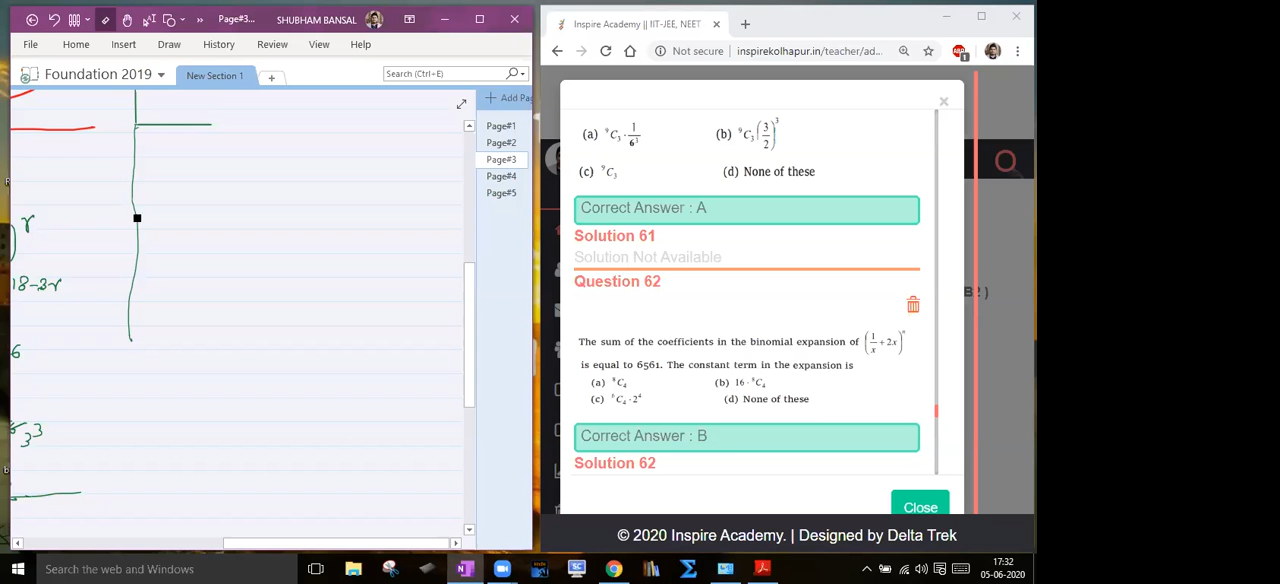 Page#3...
SHUBHAM BANSAL
File Home Insert Draw History Review View Help
Foundation 2019
New Section 1
Search (Ctrl+E)
Add Pa
Page#1
Page#2
Page#3
Page#4
Page#5
r
18-3r
6
3³
Search the web and Windows
Inspire Academy || IIT-JEE, NEET
Not secure
inspirekolhapur.in/teacher/ad...
(a) ⁹C₃ · 1/6³ (b) ⁹C₃(3/2)³
(c) ⁹C₃ (d) None of these
Correct Answer : A
Solution 61
Solution Not Available
Question 62
B2 )
The sum of the coefficients in the binomial expansion of (1/x + 2x)ⁿ
is equal to 6561. The constant term in the expansion is
(a) ⁸C₄ (b) 16 · ⁸C₄
(c) ⁶C₄ · 2⁴ (d) None of these
Correct Answer : B
Solution 62
Close
© 2020 Inspire Academy. | Designed by Delta Trek
17:32
05-06-2020